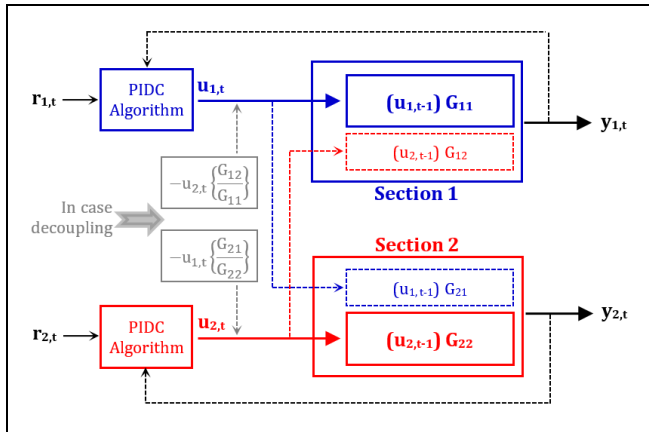 r1,t
PIDC
Algorithm
u1,t
(u1,t-1) G11
(u2, t-1) G12
Section 1
y1,t
−u2,t {G12/G11}
In case
decoupling
−u1,t {G21/G22}
Section 2
(u1, t-1) G21
(u2,t-1) G22
r2,t
PIDC
Algorithm
u2,t
y2,t